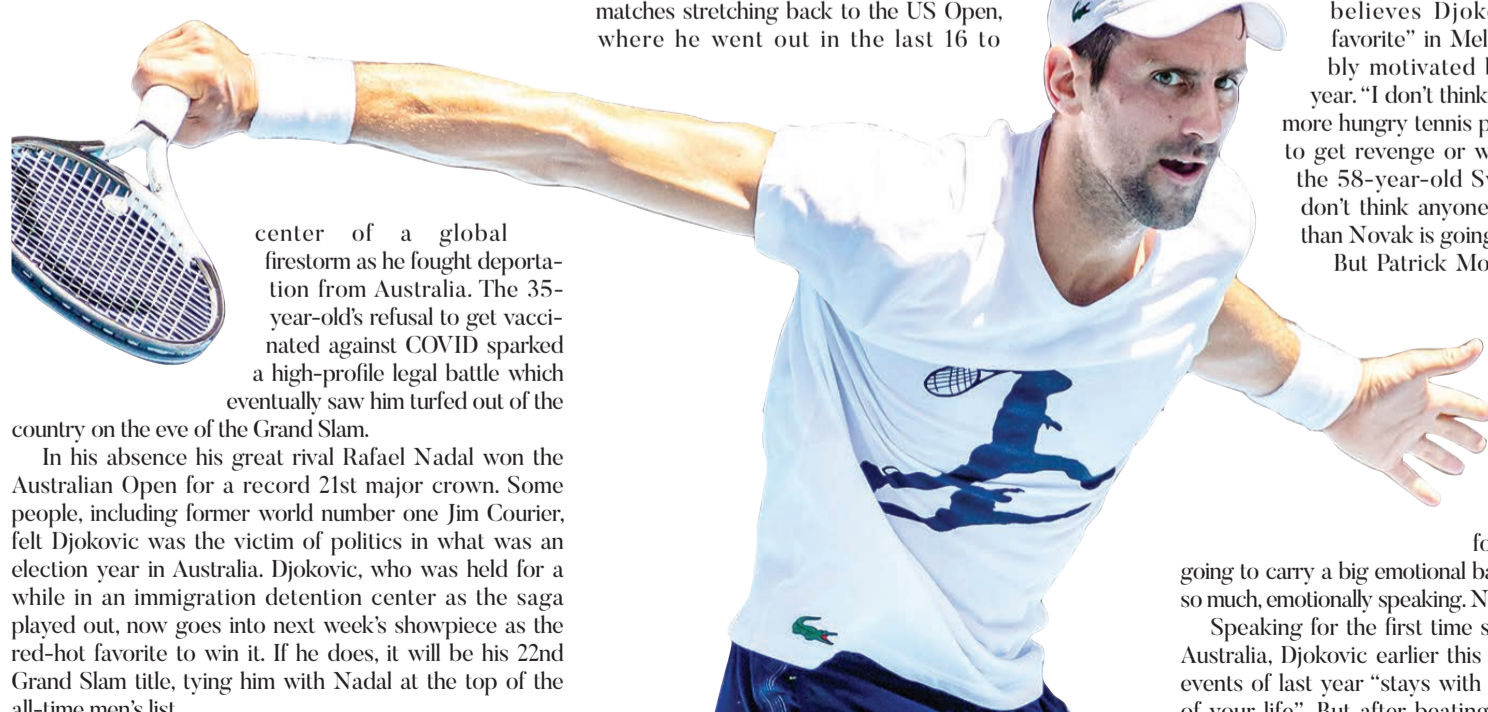 center of a global
firestorm as he fought deporta-
tion from Australia. The 35-
year-old's refusal to get vacci-
nated against COVID sparked
a high-profile legal battle which
eventually saw him turfed out of the
country on the eve of the Grand Slam.
In his absence his great rival Rafael Nadal won the
Australian Open for a record 21st major crown. Some
people, including former world number one Jim Courier,
felt Djokovic was the victim of politics in what was an
election year in Australia. Djokovic, who was held for a
while in an immigration detention center as the saga
played out, now goes into next week's showpiece as the
red-hot favorite to win it. If he does, it will be his 22nd
Grand Slam title, tying him with Nadal at the top of the
all-time men's list.
matches stretching back to the US Open,
where he went out in the last 16 to
believes
favorite" in
bly motivated
year. "I don't think
more hungry tennis
to get revenge or
the 58-year-old
don't think anyone
than Novak is going
But Patrick
going to carry a big emotional
so much, emotionally speaking.
Speaking for the first time
Australia, Djokovic earlier this
events of last year "stays with
of your life". But after beating